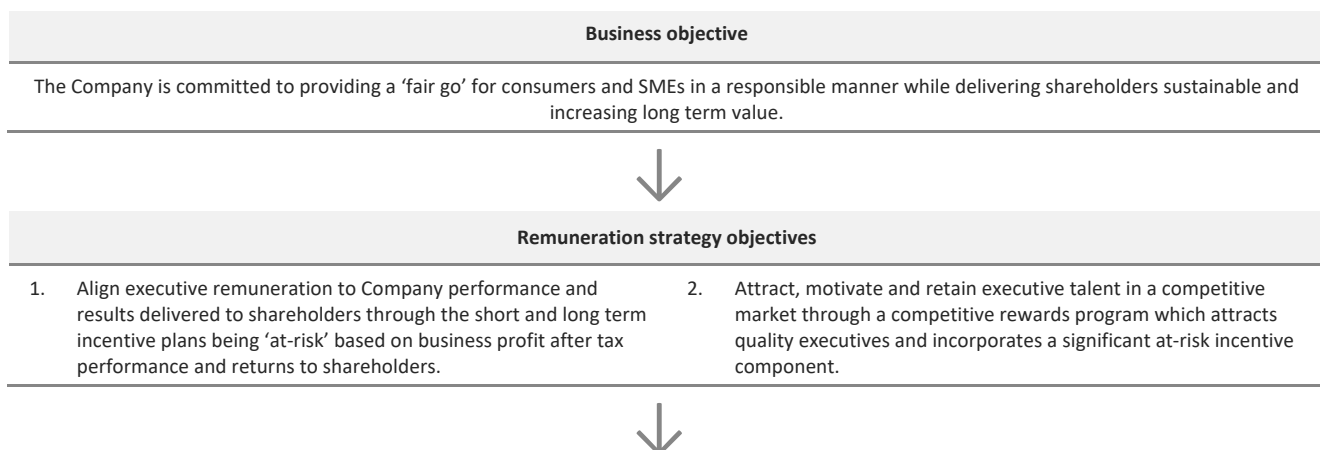 Business objective
The Company is committed to providing a ‘fair go’ for consumers and SMEs in a responsible manner while delivering shareholders sustainable and
increasing long term value.
Remuneration strategy objectives
1. Align executive remuneration to Company performance and
results delivered to shareholders through the short and long term
incentive plans being ‘at-risk’ based on business profit after tax
performance and returns to shareholders.
2. Attract, motivate and retain executive talent in a competitive
market through a competitive rewards program which attracts
quality executives and incorporates a significant at-risk incentive
component.